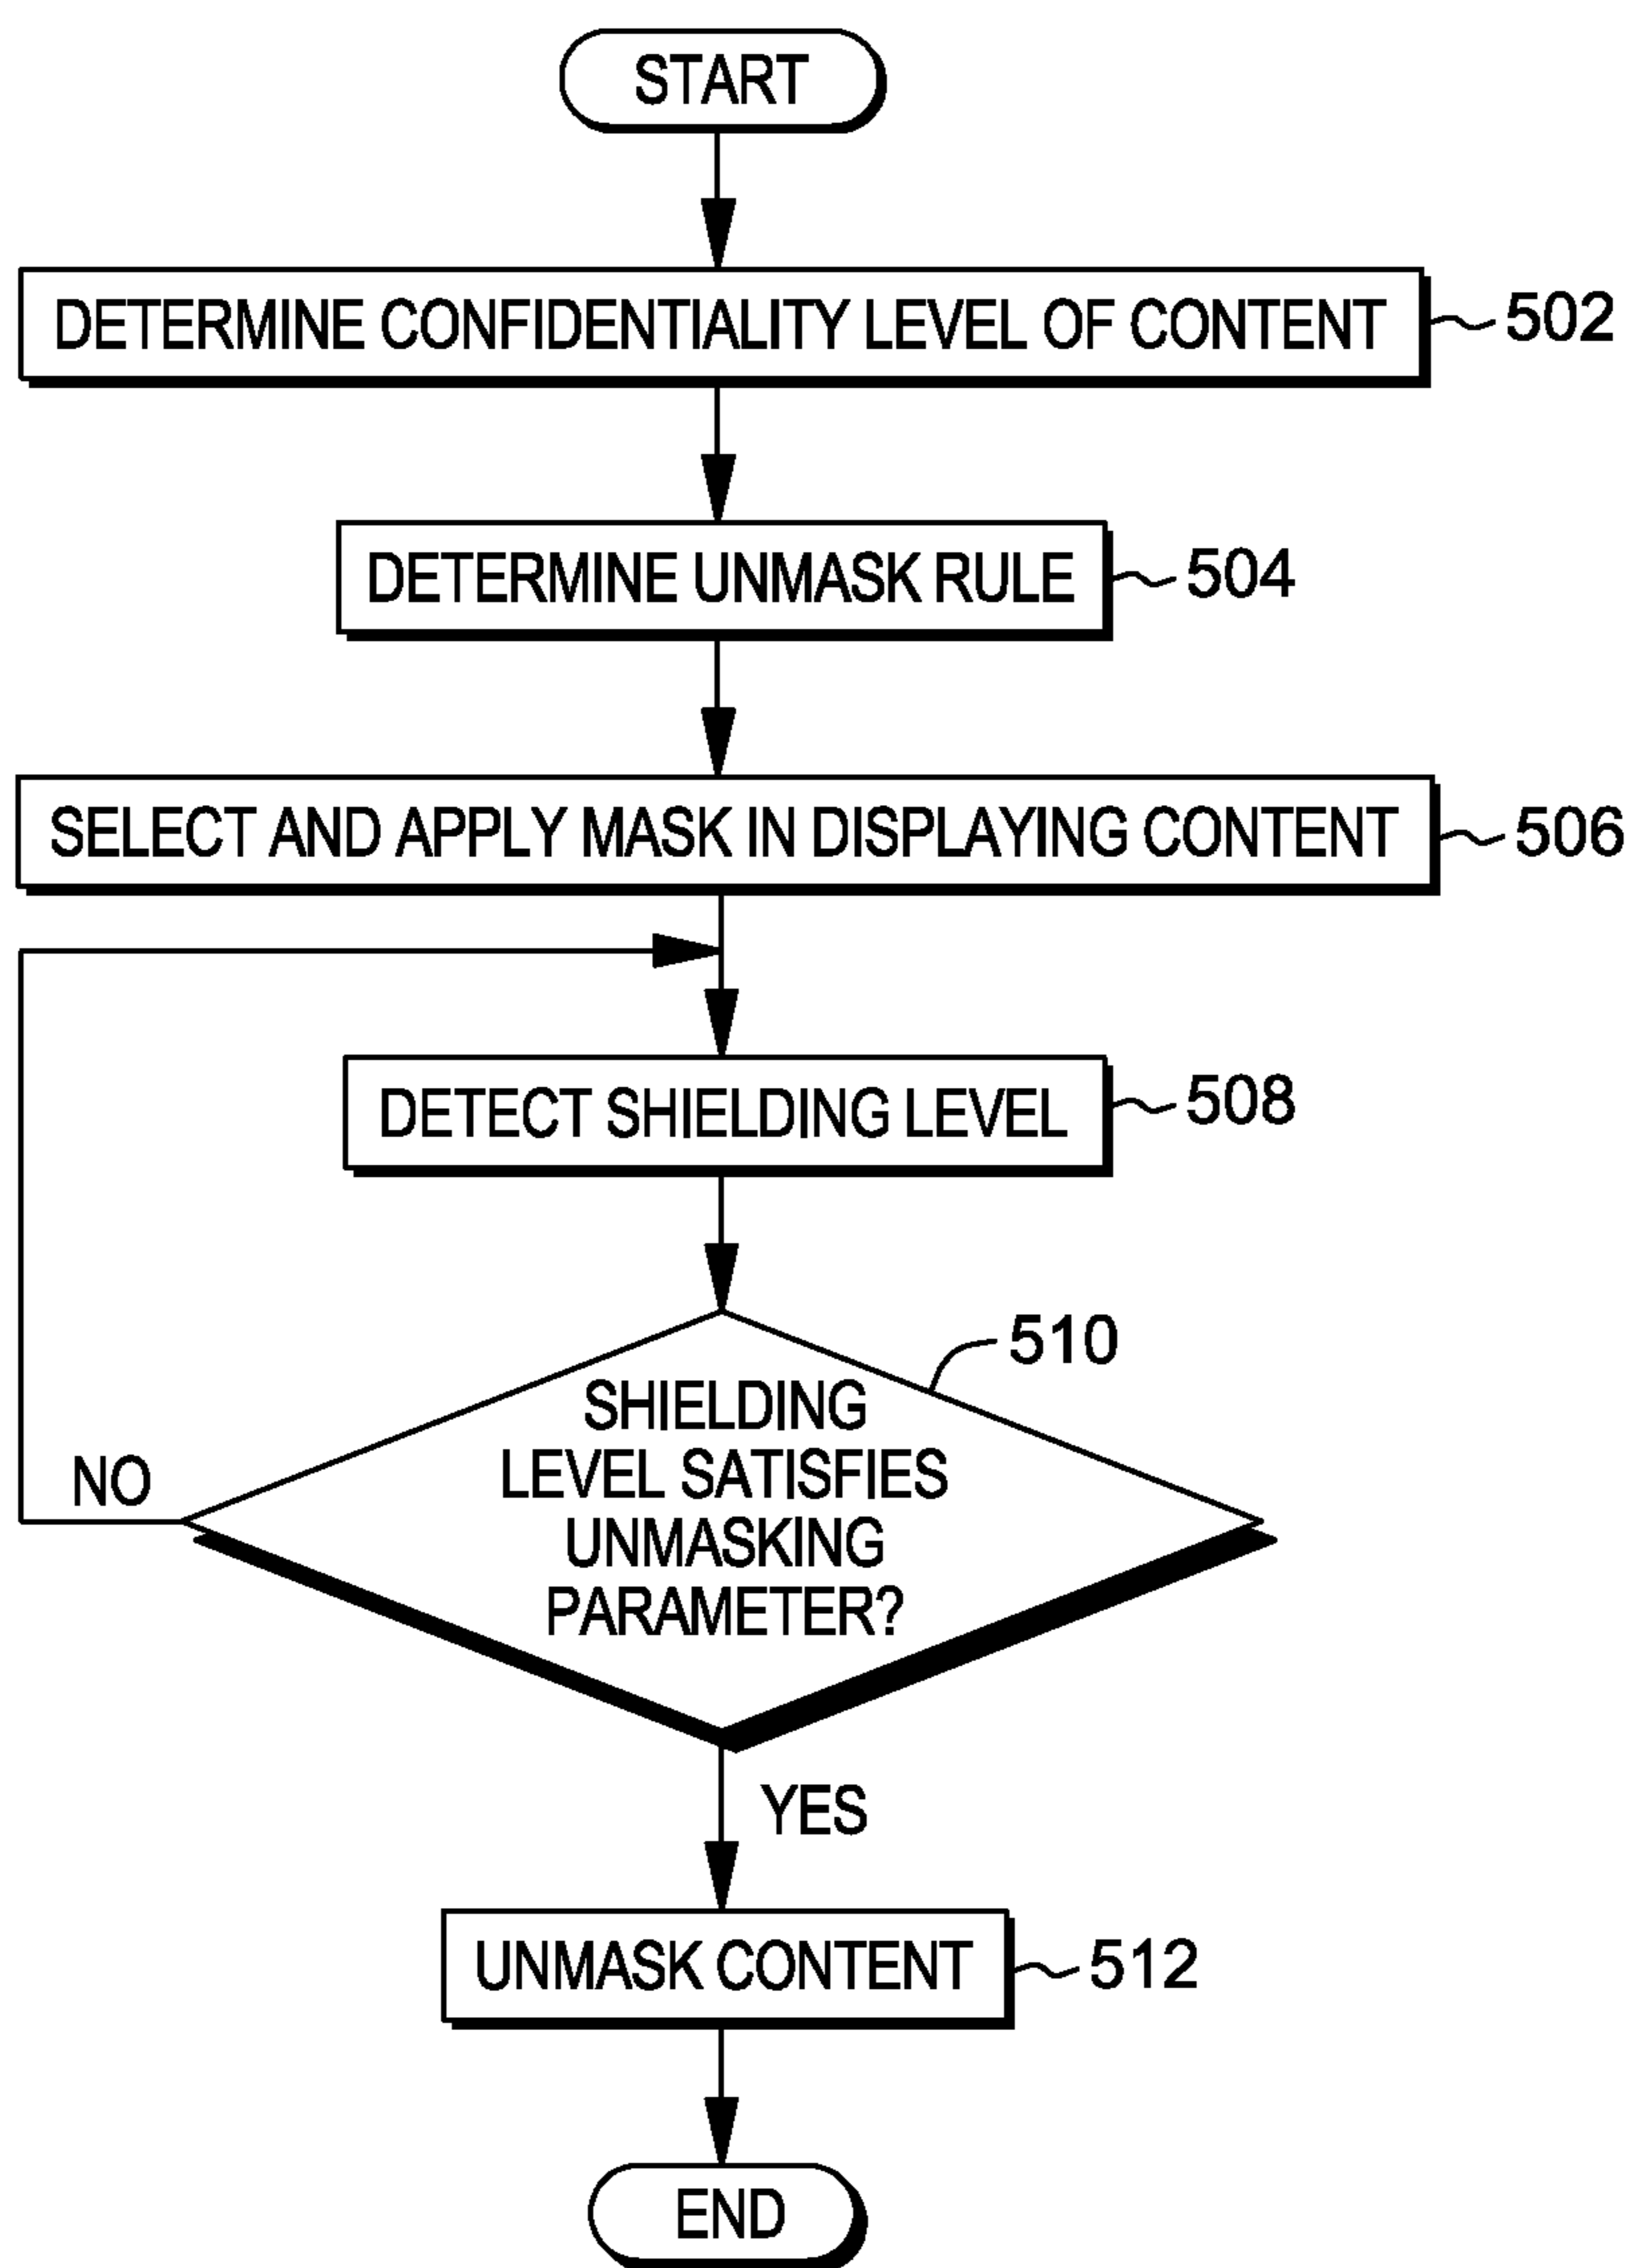 START
DETERMINE CONFIDENTIALITY LEVEL OF CONTENT
502
DETERMINE UNMASK RULE
504
SELECT AND APPLY MASK IN DISPLAYING CONTENT
506
DETECT SHIELDING LEVEL
508
510
SHIELDING
LEVEL SATISFIES
UNMASKING
PARAMETER?
NO
YES
UNMASK CONTENT
512
END